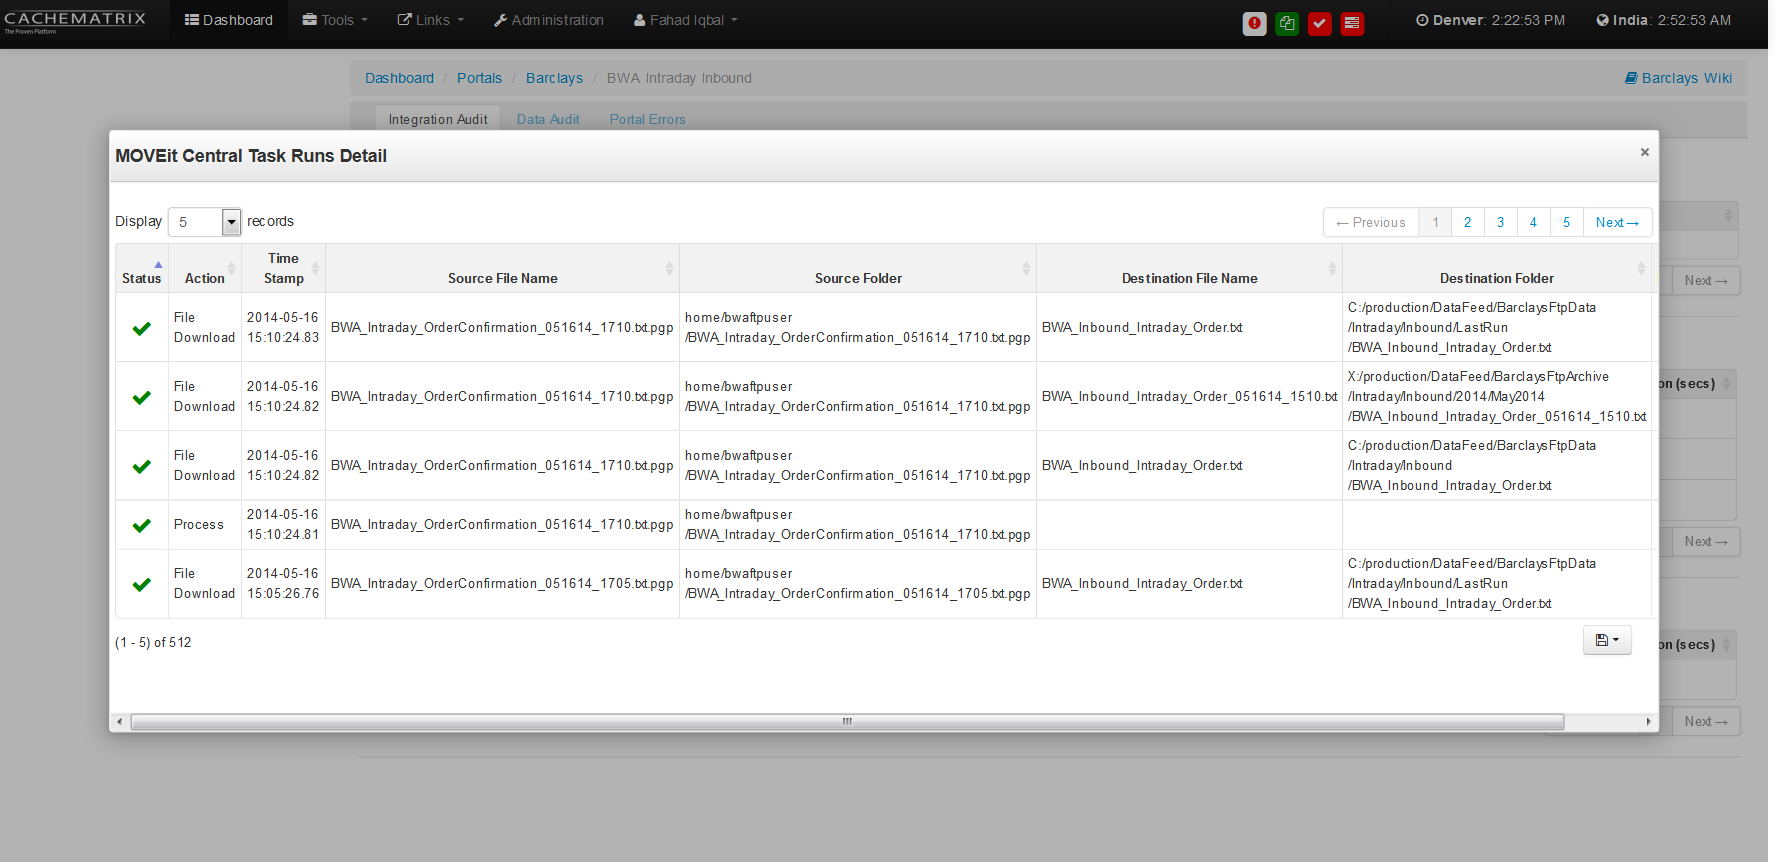 CACHEMATRIX
The Proven Platform
Dashboard Tools Links Administration Fahad Iqbal Denver: 2:22:53 PM India: 2:52:53 AM
Dashboard / Portals / Barclays / BWA Intraday Inbound Barclays Wiki
Integration Audit Data Audit Portal Errors
MOVEit Central Task Runs Detail ×
Display 5 records ← Previous 1 2 3 4 5 Next →
Status Action Time Stamp Source File Name Source Folder Destination File Name Destination Folder
File Download
2014-05-16 15:10:24.83
BWA_Intraday_OrderConfirmation_051614_1710.txt.pgp
home/bwaftpuser
/BWA_Intraday_OrderConfirmation_051614_1710.txt.pgp
BWA_Inbound_Intraday_Order.txt
C:/production/DataFeed/BarclaysFtpData
/Intraday/Inbound/LastRun
/BWA_Inbound_Intraday_Order.txt
File Download
2014-05-16 15:10:24.82
BWA_Intraday_OrderConfirmation_051614_1710.txt.pgp
home/bwaftpuser
/BWA_Intraday_OrderConfirmation_051614_1710.txt.pgp
BWA_Inbound_Intraday_Order_051614_1510.txt
X:/production/DataFeed/BarclaysFtpArchive
/Intraday/Inbound/2014/May2014
/BWA_Inbound_Intraday_Order_051614_1510.txt
File Download
2014-05-16 15:10:24.82
BWA_Intraday_OrderConfirmation_051614_1710.txt.pgp
home/bwaftpuser
/BWA_Intraday_OrderConfirmation_051614_1710.txt.pgp
BWA_Inbound_Intraday_Order.txt
C:/production/DataFeed/BarclaysFtpData
/Intraday/Inbound
/BWA_Inbound_Intraday_Order.txt
Process
2014-05-16 15:10:24.81
BWA_Intraday_OrderConfirmation_051614_1710.txt.pgp
home/bwaftpuser
/BWA_Intraday_OrderConfirmation_051614_1710.txt.pgp
File Download
2014-05-16 15:05:26.76
BWA_Intraday_OrderConfirmation_051614_1705.txt.pgp
home/bwaftpuser
/BWA_Intraday_OrderConfirmation_051614_1705.txt.pgp
BWA_Inbound_Intraday_Order.txt
C:/production/DataFeed/BarclaysFtpData
/Intraday/Inbound/LastRun
/BWA_Inbound_Intraday_Order.txt
(1 - 5) of 512
Next →
on (secs)
Next →
on (secs)
Next →